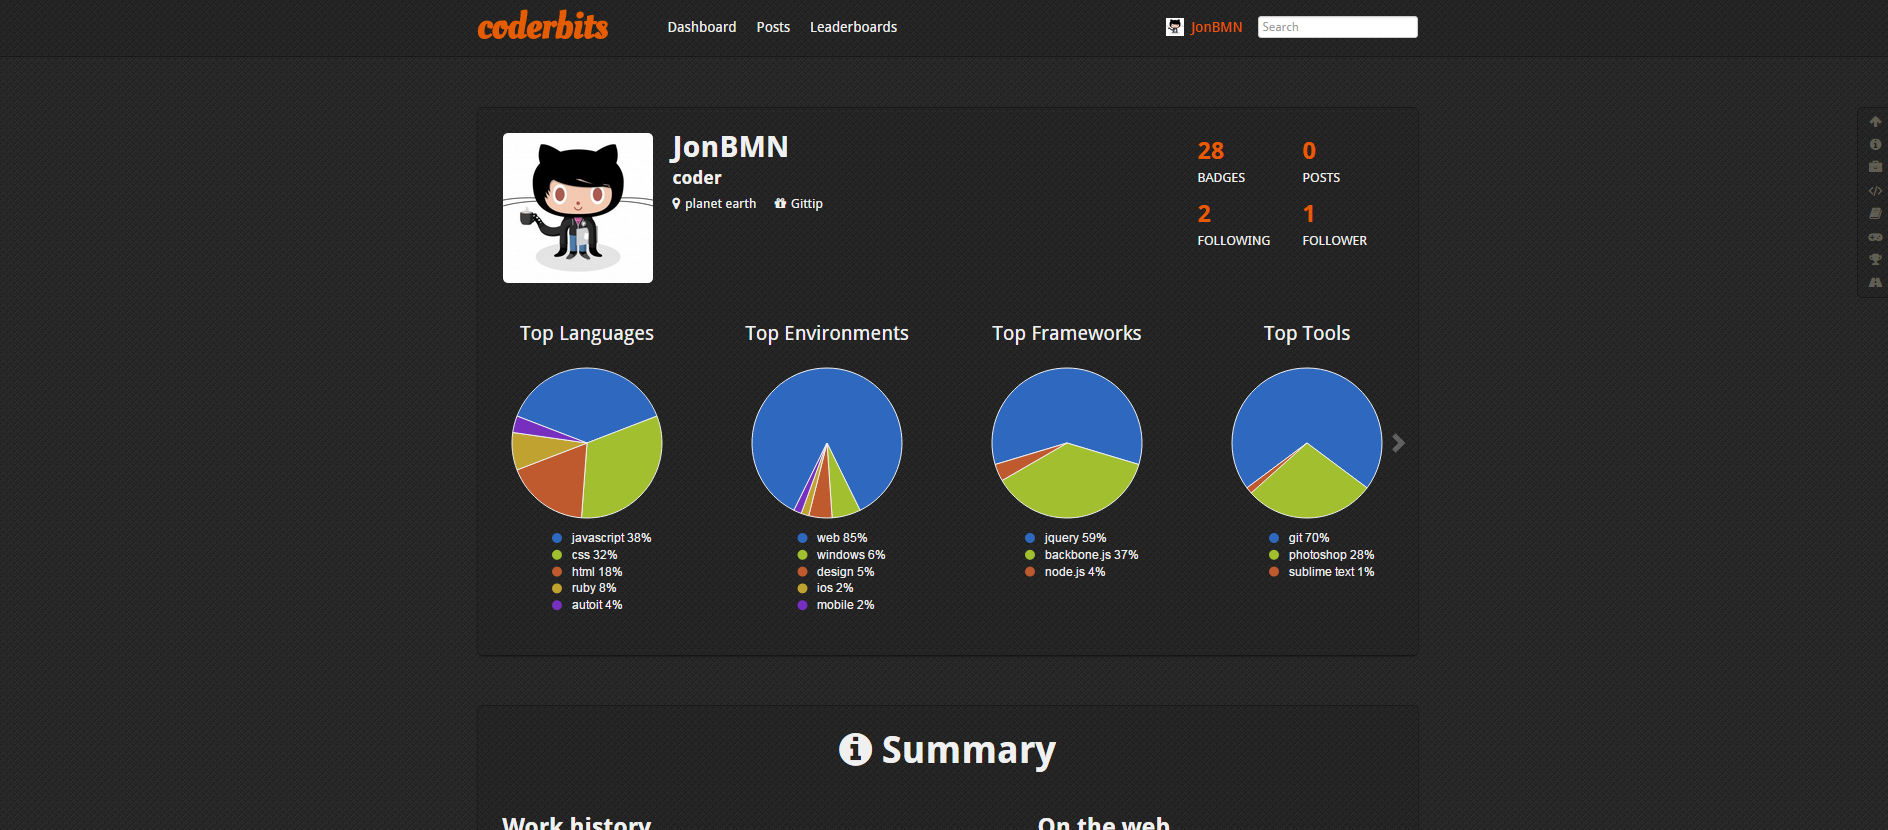 coderbits
Dashboard Posts Leaderboards
JonBMN
Search
JonBMN
coder
planet earth Gittip
28
BADGES
0
POSTS
2
FOLLOWING
1
FOLLOWER
Top Languages
javascript 38%
css 32%
html 18%
ruby 8%
autoit 4%
Top Environments
web 85%
windows 6%
design 5%
ios 2%
mobile 2%
Top Frameworks
jquery 59%
backbone.js 37%
node.js 4%
Top Tools
git 70%
photoshop 28%
sublime text 1%
Summary
Work history
On the web